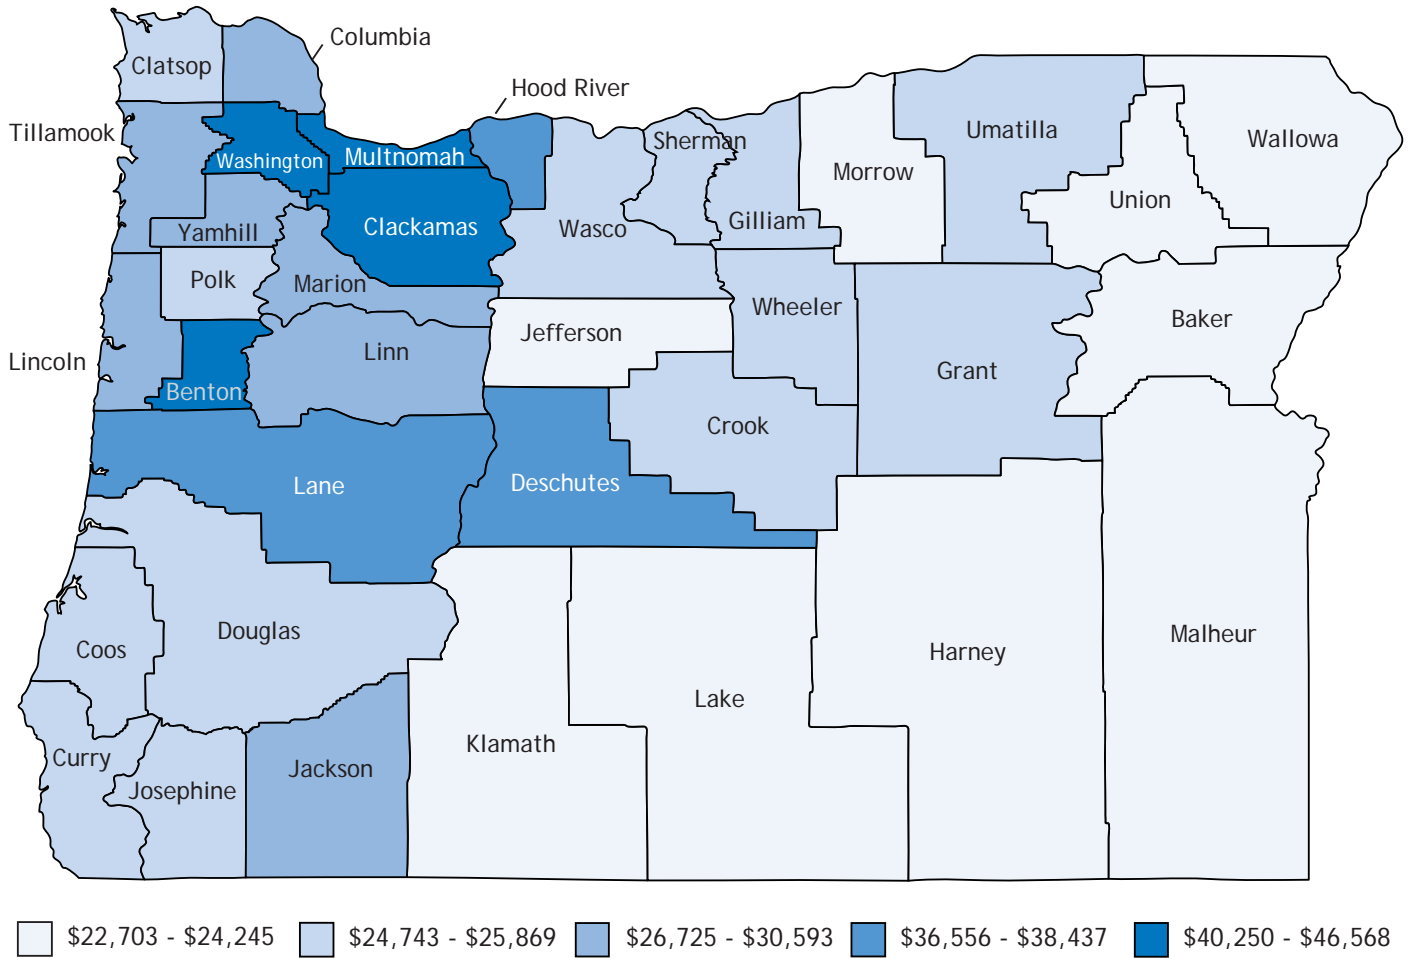 Columbia
Clatsop
Hood River
Tillamook
Umatilla
Wallowa
Sherman
Washington
Multnomah
Morrow
Union
Gilliam
Clackamas
Wasco
Yamhill
Polk
Marion
Wheeler
Baker
Jefferson
Linn
Lincoln
Grant
Benton
Crook
Lane
Deschutes
Douglas
Malheur
Coos
Harney
Lake
Klamath
Curry
Jackson
Josephine
$22,703 - $24,245 $24,743 - $25,869 $26,725 - $30,593 $36,556 - $38,437 $40,250 - $46,568